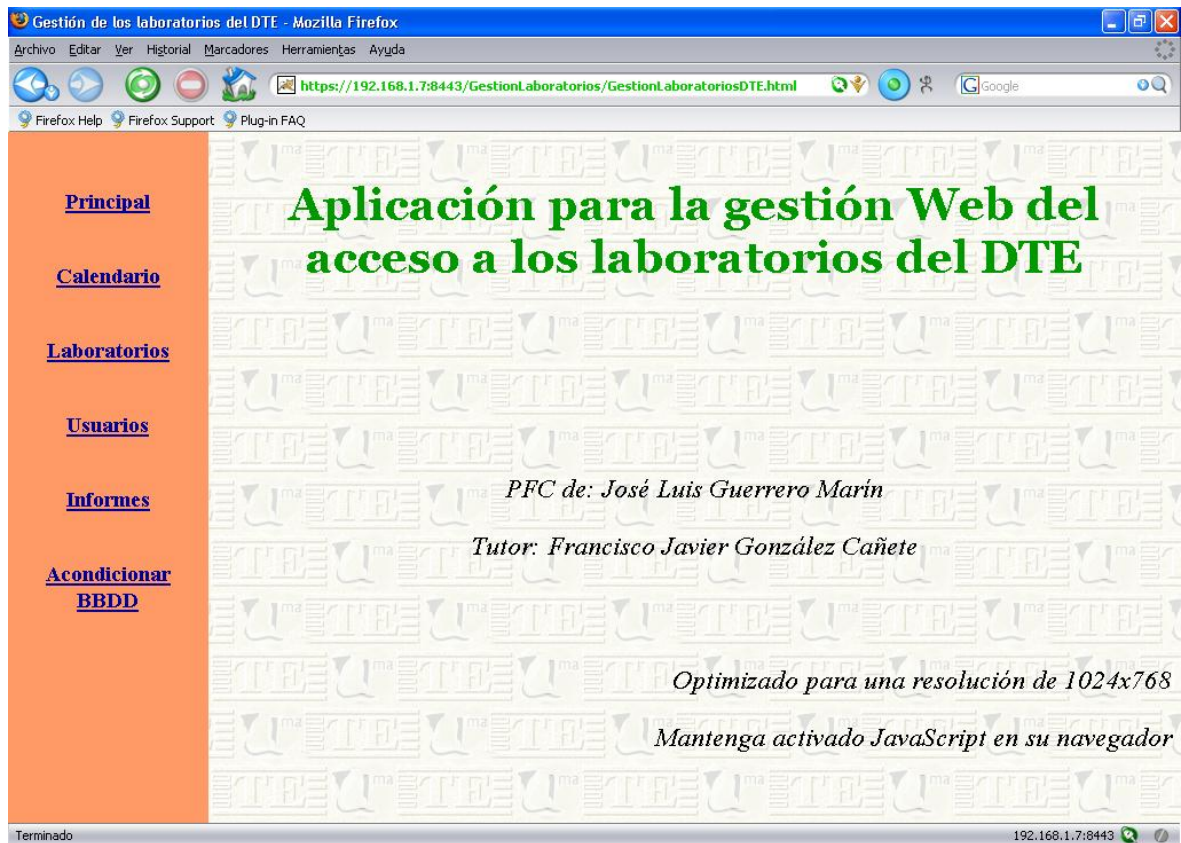 Gestión de los laboratorios del DTE - Mozilla Firefox
Archivo Editar Ver Historial Marcadores Herramientas Ayuda
https://192.168.1.7:8443/GestionLaboratorios/GestionLaboratoriosDTE.html
G Google
Firefox Help Firefox Support Plug-in FAQ
Principal
Calendario
Laboratorios
Usuarios
Informes
Acondicionar
BBDD
Aplicación para la gestión Web del
acceso a los laboratorios del DTE
PFC de: José Luis Guerrero Marín
Tutor: Francisco Javier González Cañete
Optimizado para una resolución de 1024x768
Mantenga activado JavaScript en su navegador
Terminado
192.168.1.7:8443